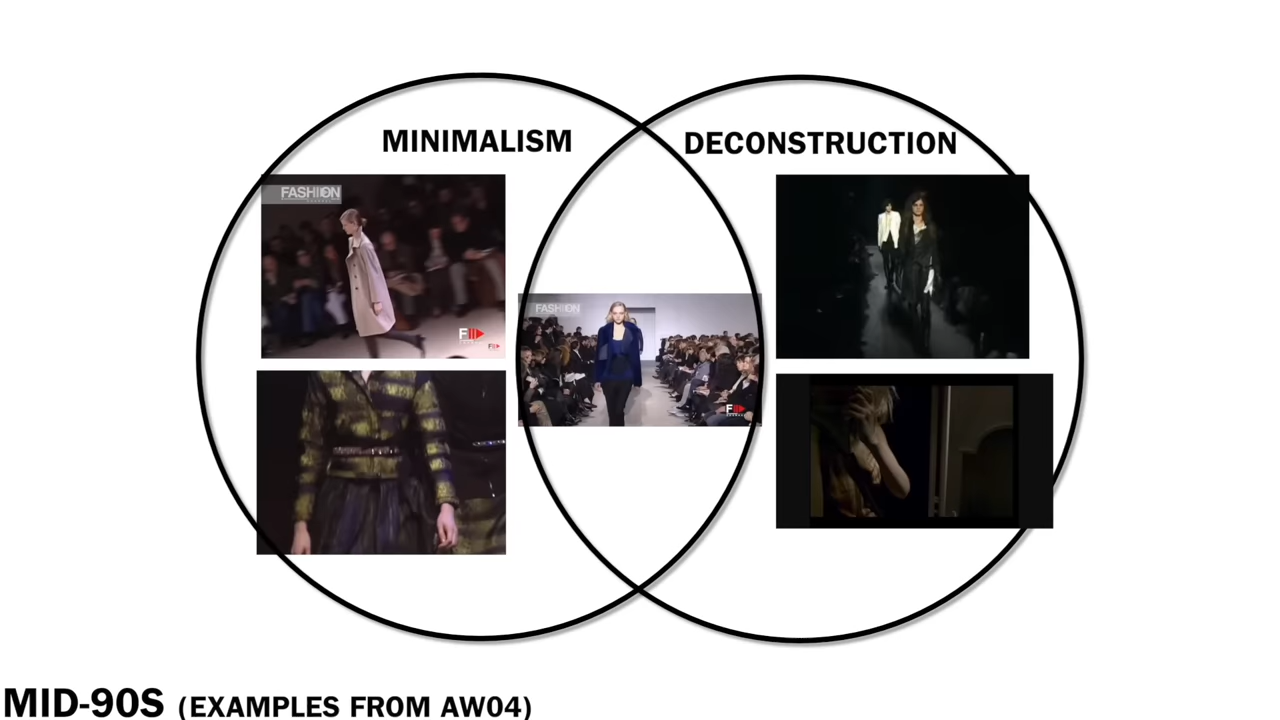 MINIMALISM
DECONSTRUCTION
FASHION
FASHION
MID-90S (EXAMPLES FROM AW04)